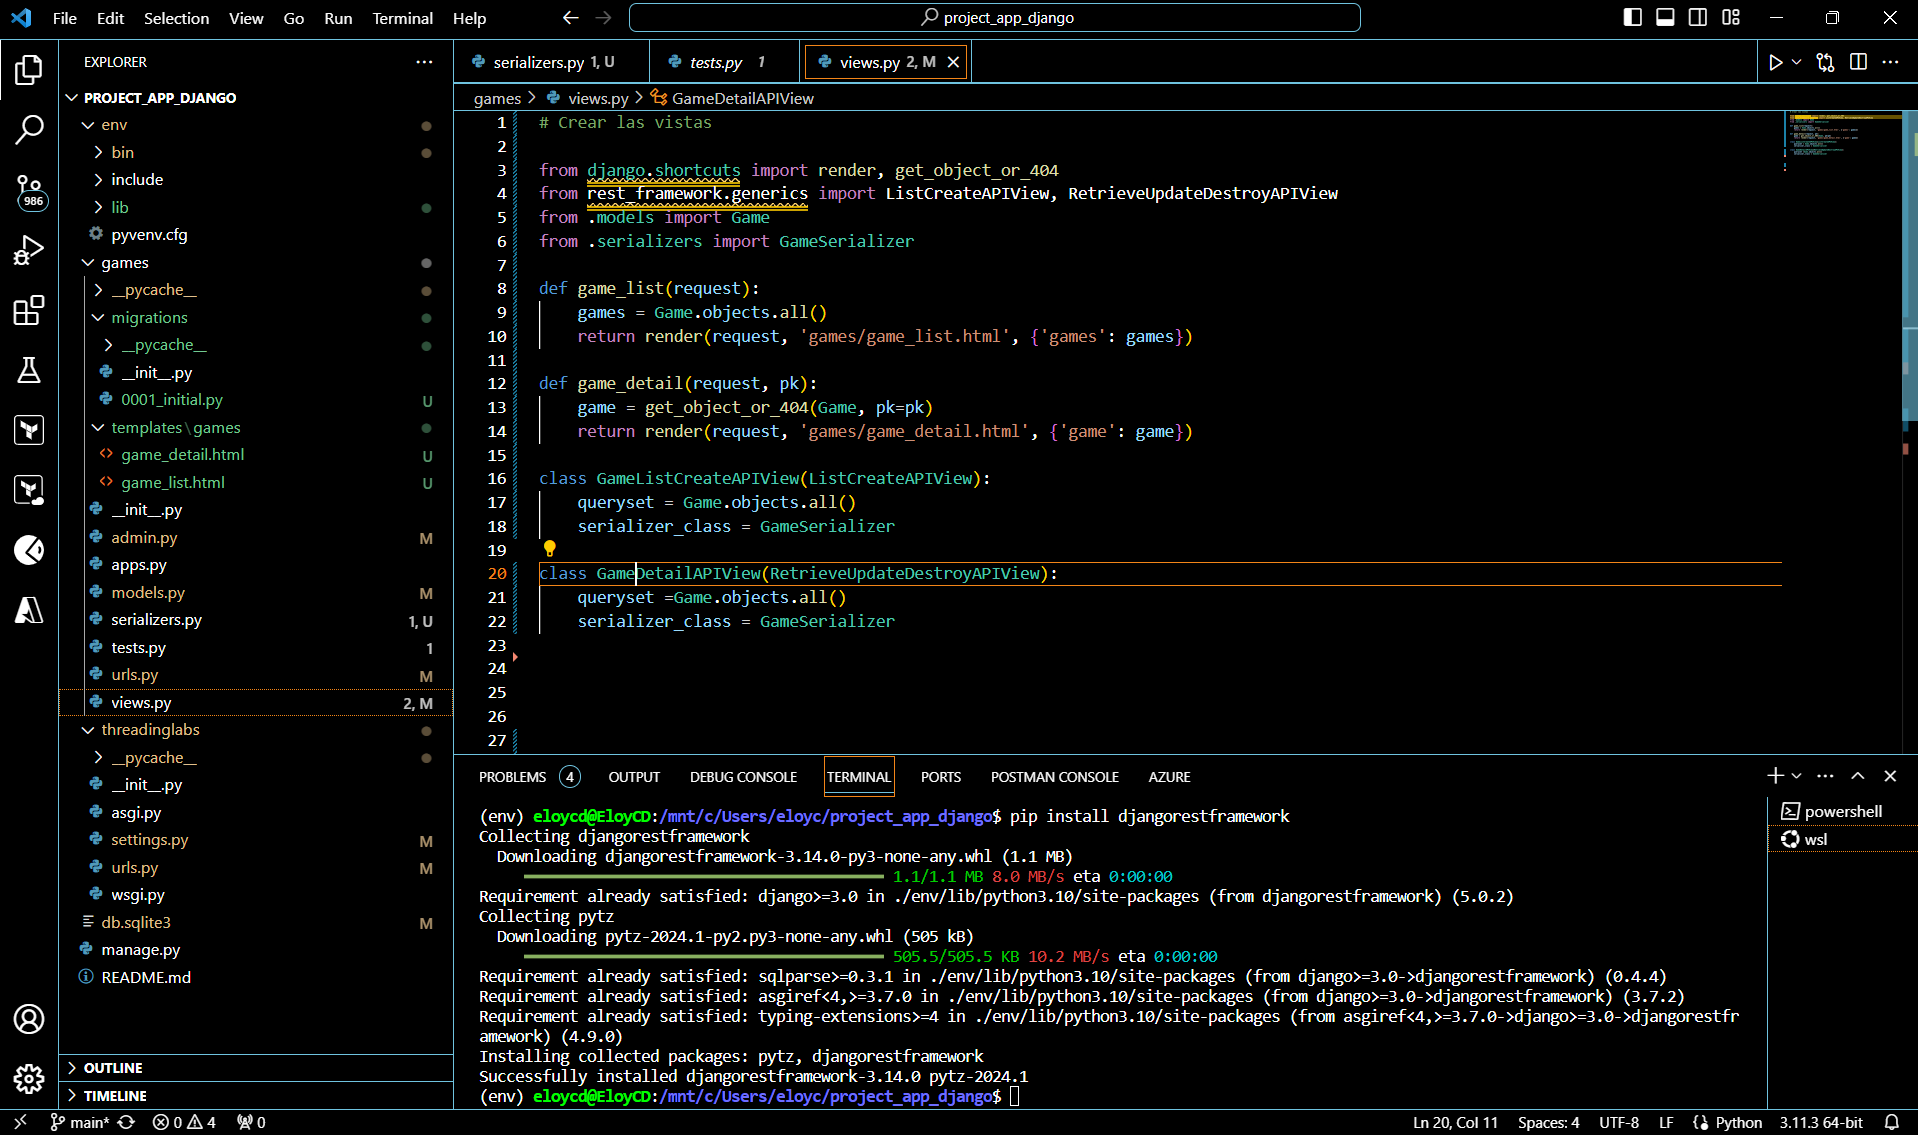 File Edit Selection View Go Run Terminal Help
project_app_django
EXPLORER
PROJECT_APP_DJANGO
env
bin
include
lib
pyvenv.cfg
games
__pycache__
migrations
__pycache__
__init__.py
0001_initial.py U
templates\games
game_detail.html U
game_list.html U
__init__.py
admin.py M
apps.py
models.py M
serializers.py 1, U
tests.py 1
urls.py M
views.py 2, M
threadinglabs
__pycache__
__init__.py
asgi.py
settings.py M
urls.py M
wsgi.py
db.sqlite3 M
manage.py
README.md
OUTLINE
TIMELINE
986
serializers.py 1, U
tests.py 1
views.py 2, M
games > views.py > GameDetailAPIView
1 # Crear las vistas
2
3 from django.shortcuts import render, get_object_or_404
4 from rest_framework.generics import ListCreateAPIView, RetrieveUpdateDestroyAPIView
5 from .models import Game
6 from .serializers import GameSerializer
7
8 def game_list(request):
9 games = Game.objects.all()
10 return render(request, 'games/game_list.html', {'games': games})
11
12 def game_detail(request, pk):
13 game = get_object_or_404(Game, pk=pk)
14 return render(request, 'games/game_detail.html', {'game': game})
15
16 class GameListCreateAPIView(ListCreateAPIView):
17 queryset = Game.objects.all()
18 serializer_class = GameSerializer
19
20 class GameDetailAPIView(RetrieveUpdateDestroyAPIView):
21 queryset =Game.objects.all()
22 serializer_class = GameSerializer
23
24
25
26
27
PROBLEMS 4 OUTPUT DEBUG CONSOLE TERMINAL PORTS POSTMAN CONSOLE AZURE
(env) eloycd@EloyCD:/mnt/c/Users/eloyc/project_app_django$ pip install djangorestframework
Collecting djangorestframework
Downloading djangorestframework-3.14.0-py3-none-any.whl (1.1 MB)
1.1/1.1 MB 8.0 MB/s eta 0:00:00
Requirement already satisfied: django>=3.0 in ./env/lib/python3.10/site-packages (from djangorestframework) (5.0.2)
Collecting pytz
Downloading pytz-2024.1-py2.py3-none-any.whl (505 kB)
505.5/505.5 KB 10.2 MB/s eta 0:00:00
Requirement already satisfied: sqlparse>=0.3.1 in ./env/lib/python3.10/site-packages (from django>=3.0->djangorestframework) (0.4.4)
Requirement already satisfied: asgiref<4,>=3.7.0 in ./env/lib/python3.10/site-packages (from django>=3.0->djangorestframework) (3.7.2)
Requirement already satisfied: typing-extensions>=4 in ./env/lib/python3.10/site-packages (from asgiref<4,>=3.7.0->django>=3.0->djangorestfr
amework) (4.9.0)
Installing collected packages: pytz, djangorestframework
Successfully installed djangorestframework-3.14.0 pytz-2024.1
(env) eloycd@EloyCD:/mnt/c/Users/eloyc/project_app_django$
powershell
wsl
main* 0 4 0 Ln 20, Col 11 Spaces: 4 UTF-8 LF Python 3.11.3 64-bit